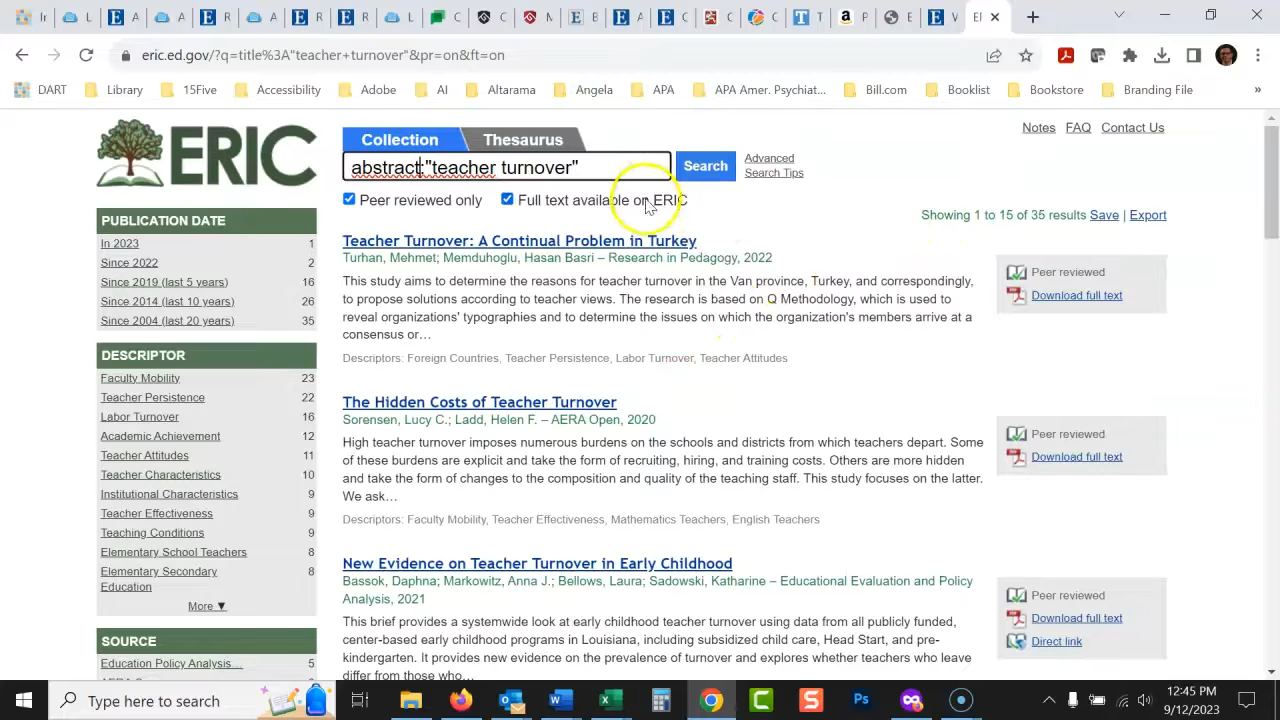 eric.ed.gov/?q=title%3A"teacher+turnover"&pr=on&ft=on
DART
Library
15Five
Accessibility
Adobe
AI
Altarama
Angela
APA
APA Amer. Psychiat...
Bill.com
Booklist
Bookstore
Branding File
»
ERIC
Collection
Thesaurus
Notes
FAQ
Contact Us
abstract:"teacher turnover"
Search
Advanced
Search Tips
Peer reviewed only
Full text available on ERIC
Showing 1 to 15 of 35 results Save | Export
PUBLICATION DATE
In 2023 1
Since 2022 2
Since 2019 (last 5 years) 16
Since 2014 (last 10 years) 26
Since 2004 (last 20 years) 35
DESCRIPTOR
Faculty Mobility 23
Teacher Persistence 22
Labor Turnover 16
Academic Achievement 12
Teacher Attitudes 11
Teacher Characteristics 10
Institutional Characteristics 9
Teacher Effectiveness 9
Teaching Conditions 9
Elementary School Teachers 8
Elementary Secondary 8
Education
More ▼
SOURCE
Education Policy Analysis... 5
Teacher Turnover: A Continual Problem in Turkey
Turhan, Mehmet; Memduhoglu, Hasan Basri – Research in Pedagogy, 2022
This study aims to determine the reasons for teacher turnover in the Van province, Turkey, and correspondingly,
to propose solutions according to teacher views. The research is based on Q Methodology, which is used to
reveal organizations' typographies and to determine the issues on which the organization's members arrive at a
consensus or…
Descriptors: Foreign Countries, Teacher Persistence, Labor Turnover, Teacher Attitudes
Peer reviewed
Download full text
The Hidden Costs of Teacher Turnover
Sorensen, Lucy C.; Ladd, Helen F. – AERA Open, 2020
High teacher turnover imposes numerous burdens on the schools and districts from which teachers depart. Some
of these burdens are explicit and take the form of recruiting, hiring, and training costs. Others are more hidden
and take the form of changes to the composition and quality of the teaching staff. This study focuses on the latter.
We ask…
Descriptors: Faculty Mobility, Teacher Effectiveness, Mathematics Teachers, English Teachers
Peer reviewed
Download full text
New Evidence on Teacher Turnover in Early Childhood
Bassok, Daphna; Markowitz, Anna J.; Bellows, Laura; Sadowski, Katharine – Educational Evaluation and Policy
Analysis, 2021
This brief provides a systemwide look at early childhood teacher turnover using data from all publicly funded,
center-based early childhood programs in Louisiana, including subsidized child care, Head Start, and pre-
kindergarten. It provides new evidence on the prevalence of turnover and explores whether teachers who leave
differ from those who…
Peer reviewed
Download full text
Direct link
Type here to search
12:45 PM
9/12/2023